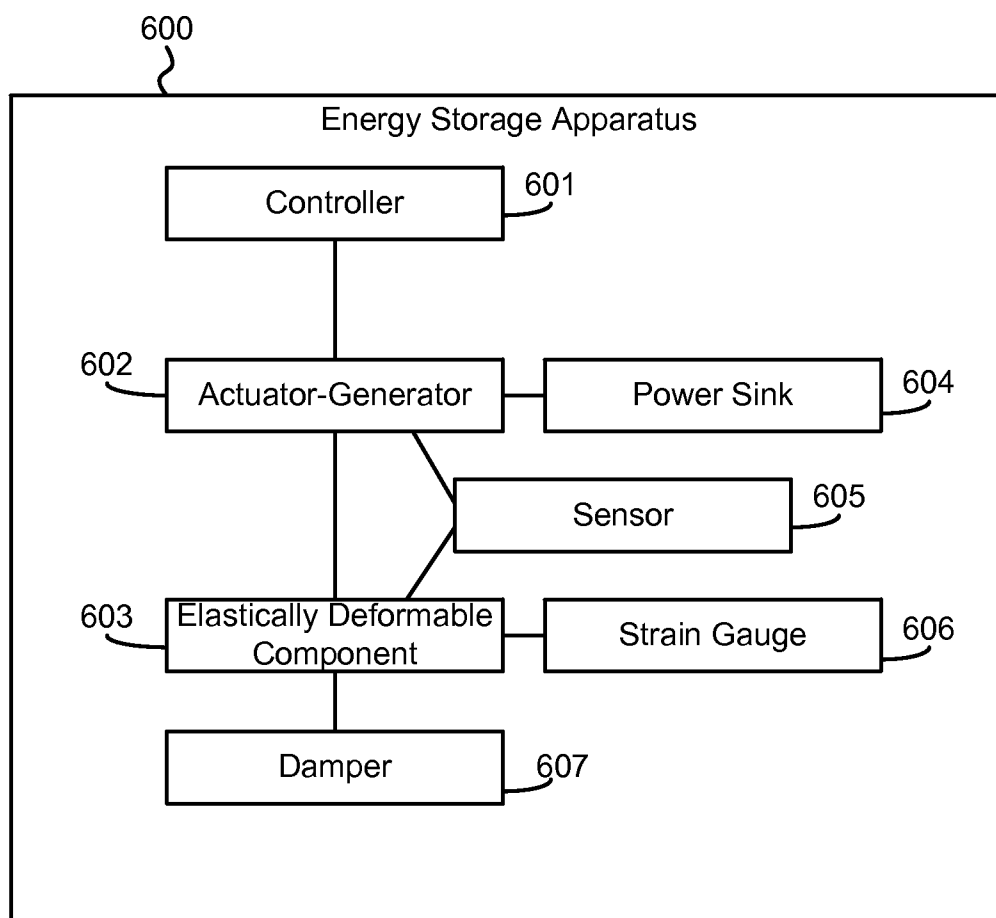 600
Energy Storage Apparatus
Controller
601
602
Actuator-Generator
Power Sink
604
Sensor
605
603
Elastically Deformable
Component
Strain Gauge
606
Damper
607